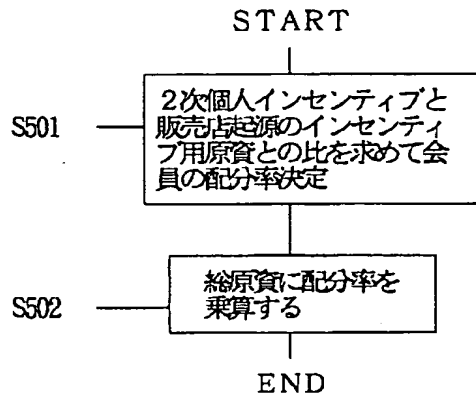 START
S501
2次個人インセンティブと
販売店起源のインセンティ
ブ用原資との比を求めて会
員の配分率決定
S502
総原資に配分率を
乗算する
END